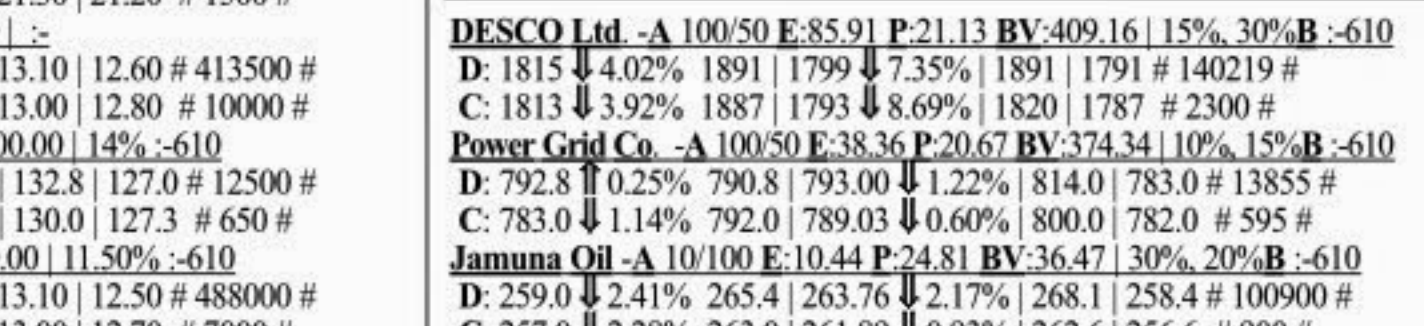 | :-
13.10 | 12.60 # 413500 #
13.00 | 12.80 # 10000 #
00.00 | 14% :-610
| 132.8 | 127.0 # 12500 #
| 130.0 | 127.3 # 650 #
.00 | 11.50% :-610
13.10 | 12.50 # 488000 #
DESCO Ltd. -A 100/50 E:85.91 P:21.13 BV:409.16 | 15%, 30%B :-610
D: 1815 ⇓ 4.02% 1891 | 1799 ⇓ 7.35% | 1891 | 1791 # 140219 #
C: 1813 ⇓ 3.92% 1887 | 1793 ⇓ 8.69% | 1820 | 1787 # 2300 #
Power Grid Co. -A 100/50 E:38.36 P:20.67 BV:374.34 | 10%, 15%B :-610
D: 792.8 ⇑ 0.25% 790.8 | 793.00 ⇓ 1.22% | 814.0 | 783.0 # 13855 #
C: 783.0 ⇓ 1.14% 792.0 | 789.03 ⇓ 0.60% | 800.0 | 782.0 # 595 #
Jamuna Oil -A 10/100 E:10.44 P:24.81 BV:36.47 | 30%, 20%B :-610
D: 259.0 ⇓ 2.41% 265.4 | 263.76 ⇓ 2.17% | 268.1 | 258.4 # 100900 #